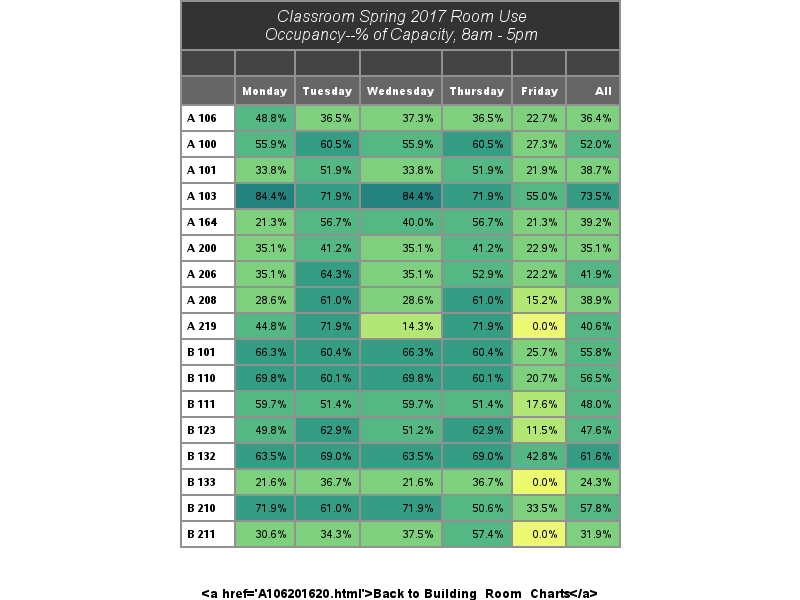 Classroom Spring 2017 Room Use
Occupancy--% of Capacity, 8am - 5pm
Monday Tuesday Wednesday Thursday Friday All
A 106 48.8% 36.5% 37.3% 36.5% 22.7% 36.4%
A 100 55.9% 60.5% 55.9% 60.5% 27.3% 52.0%
A 101 33.8% 51.9% 33.8% 51.9% 21.9% 38.7%
A 103 84.4% 71.9% 84.4% 71.9% 55.0% 73.5%
A 164 21.3% 56.7% 40.0% 56.7% 21.3% 39.2%
A 200 35.1% 41.2% 35.1% 41.2% 22.9% 35.1%
A 206 35.1% 64.3% 35.1% 52.9% 22.2% 41.9%
A 208 28.6% 61.0% 28.6% 61.0% 15.2% 38.9%
A 219 44.8% 71.9% 14.3% 71.9% 0.0% 40.6%
B 101 66.3% 60.4% 66.3% 60.4% 25.7% 55.8%
B 110 69.8% 60.1% 69.8% 60.1% 20.7% 56.5%
B 111 59.7% 51.4% 59.7% 51.4% 17.6% 48.0%
B 123 49.8% 62.9% 51.2% 62.9% 11.5% 47.6%
B 132 63.5% 69.0% 63.5% 69.0% 42.8% 61.6%
B 133 21.6% 36.7% 21.6% 36.7% 0.0% 24.3%
B 210 71.9% 61.0% 71.9% 50.6% 33.5% 57.8%
B 211 30.6% 34.3% 37.5% 57.4% 0.0% 31.9%
<a href='A106201620.html'>Back to Building_Room_Charts</a>